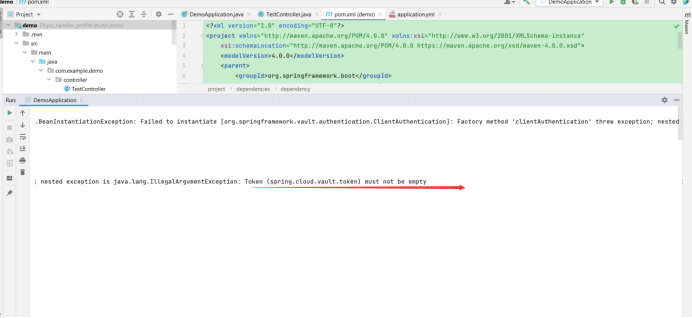 demo
pom.xml
DemoApplication
Project
DemoApplication.java
TestController.java
pom.xml (demo)
application.yml
Maven
demo
.mvn
src
main
java
com.example.demo
controller
TestController
1
2
3
4
5
6
<?xml version="1.0" encoding="UTF-8"?>
<project xmlns="http://maven.apache.org/POM/4.0.0" xmlns:xsi="http://www.w3.org/2001/XMLSchema-instance"
xsi:schemaLocation="http://maven.apache.org/POM/4.0.0 https://maven.apache.org/xsd/maven-4.0.0.xsd">
<modelVersion>4.0.0</modelVersion>
<parent>
<groupId>org.springframework.boot</groupId>
project › dependencies › dependency
Run: DemoApplication
.BeanInstantiationException: Failed to instantiate [org.springframework.vault.authentication.ClientAuthentication]: Factory method 'clientAuthentication' threw exception; nested
; nested exception is java.lang.IllegalArgumentException: Token (spring.cloud.vault.token) must not be empty